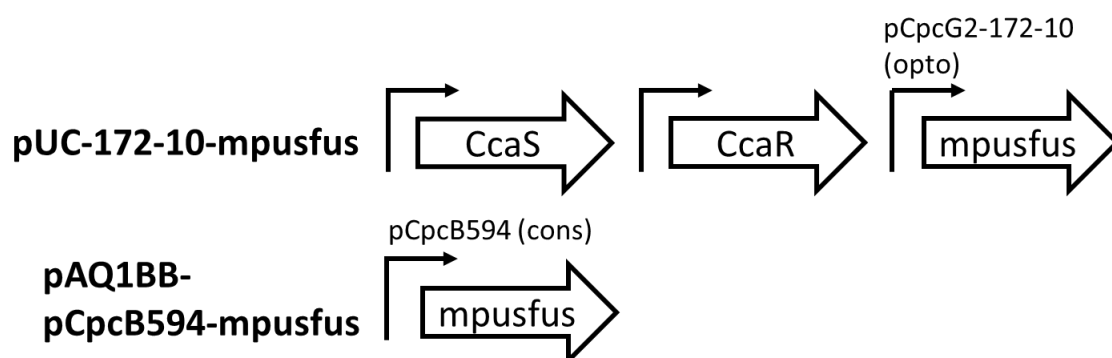 pCpcG2-172-10
(opto)
pUC-172-10-mpusfus
CcaS
CcaR
mpusfus
pCpcB594 (cons)
pAQ1BB-
pCpcB594-mpusfus
mpusfus